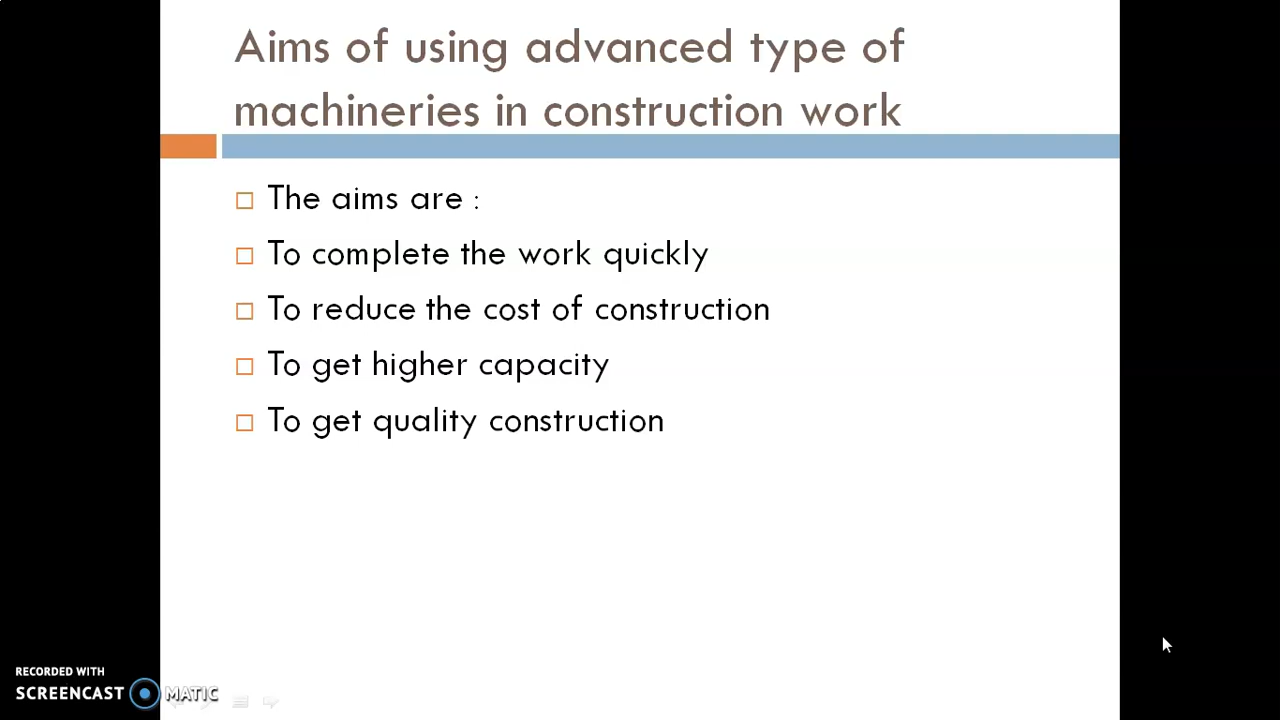 Aims of using advanced type of
machineries in construction work
The aims are :
To complete the work quickly
To reduce the cost of construction
To get higher capacity
To get quality construction
RECORDED WITH
SCREENCAST MATIC